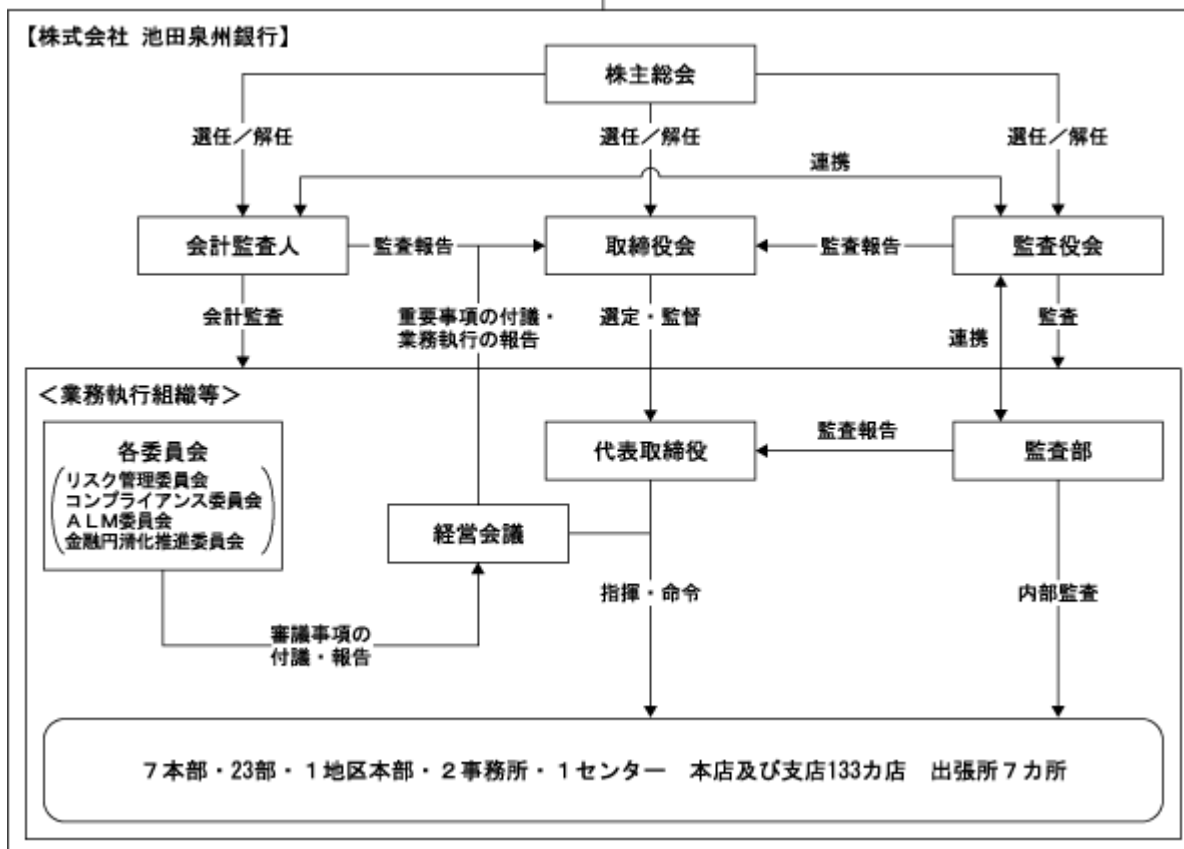 【株式会社 池田泉州銀行】
株主総会
選任／解任
選任／解任
選任／解任
連携
会計監査人
監査報告
取締役会
監査報告
監査役会
会計監査
重要事項の付議・
業務執行の報告
選定・監督
連携
監査
＜業務執行組織等＞
各委員会
リスク管理委員会
コンプライアンス委員会
ＡＬＭ委員会
金融円滑化推進委員会
代表取締役
監査報告
監査部
経営会議
指揮・命令
内部監査
審議事項の
付議・報告
７本部・23部・１地区本部・２事務所・１センター　本店及び支店133カ店　出張所７カ所